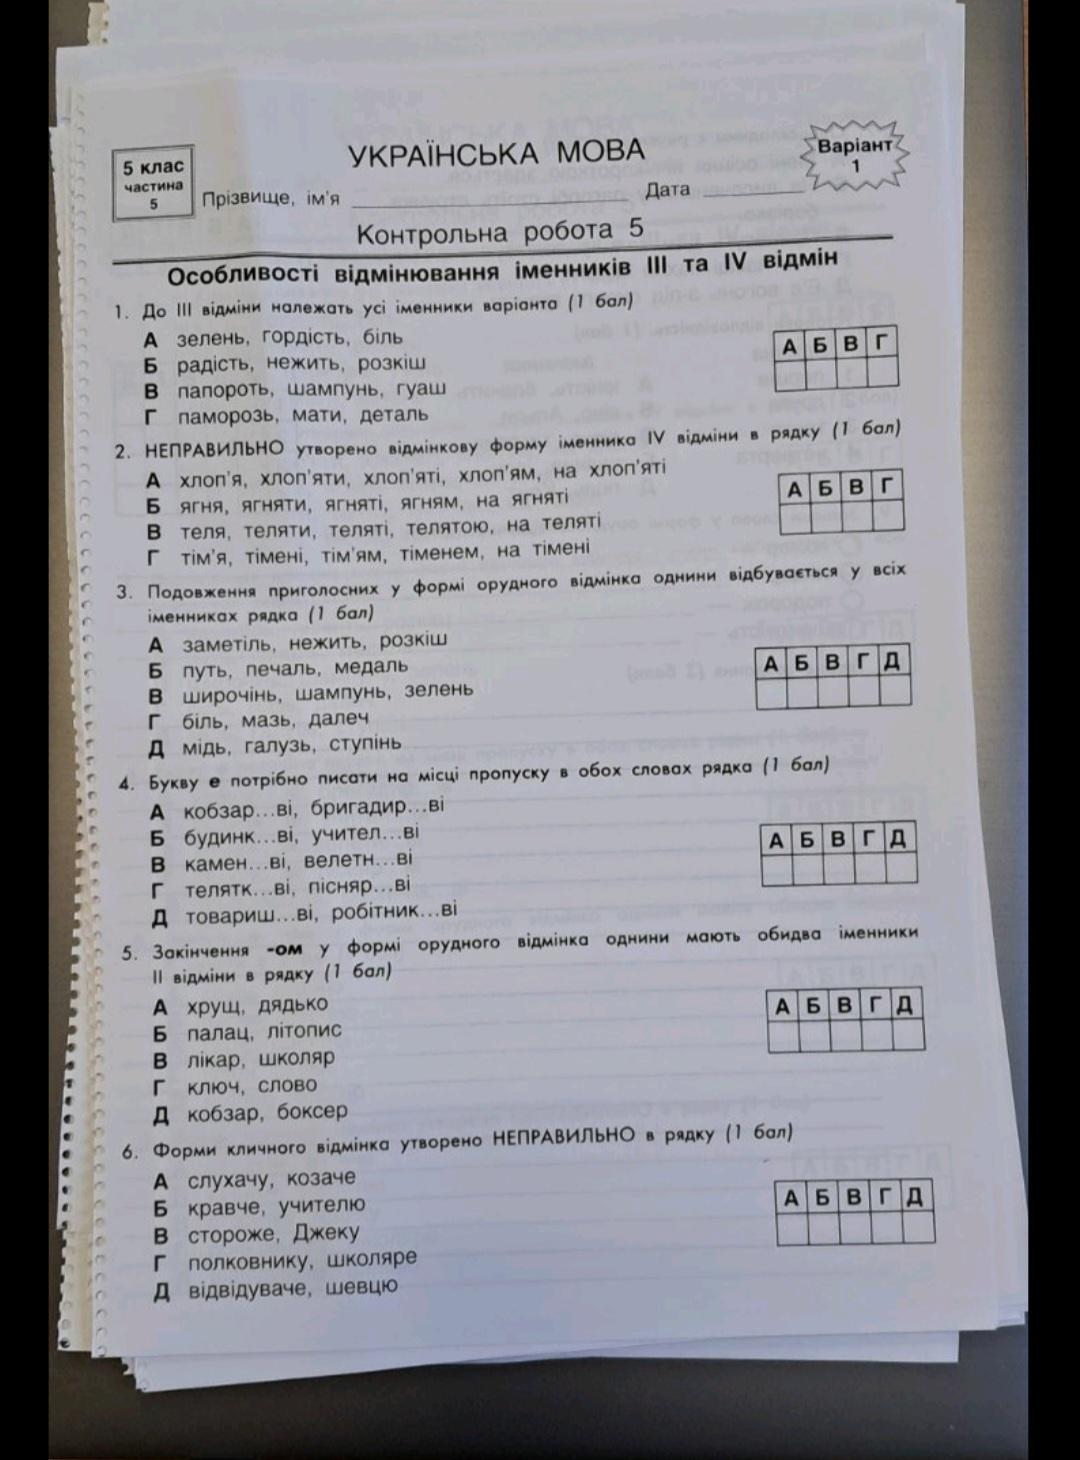 5 клас
частина
5
УКРАЇНСЬКА МОВА
Варіант
1
Прізвище, ім'я ____________ Дата ______
Контрольна робота 5
Особливості відмінювання іменників III та IV відмін
1. До III відміни належать усі іменники варіанта (1 бал)
А зелень, гордість, біль
Б радість, нежить, розкіш
В папороть, шампунь, гуаш
Г паморозь, мати, деталь
А Б В Г
2. НЕПРАВИЛЬНО утворено відмінкову форму іменника IV відміни в рядку (1 бал)
А хлоп'я, хлоп'яти, хлоп'яті, хлоп'ям, на хлоп'яті
Б ягня, ягняти, ягняті, ягням, на ягняті
В теля, теляти, теляті, телятою, на теляті
Г тім'я, тімені, тім'ям, тіменем, на тімені
А Б В Г
3. Подовження приголосних у формі орудного відмінка однини відбувається у всіх
іменниках рядка (1 бал)
А заметіль, нежить, розкіш
Б путь, печаль, медаль
В широчінь, шампунь, зелень
Г біль, мазь, далеч
Д мідь, галузь, ступінь
А Б В Г Д
4. Букву е потрібно писати на місці пропуску в обох словах рядка (1 бал)
А кобзар...ві, бригадир...ві
Б будинк...ві, учител...ві
В камен...ві, велетн...ві
Г телятк...ві, пісняр...ві
Д товариш...ві, робітник...ві
А Б В Г Д
5. Закінчення -ом у формі орудного відмінка однини мають обидва іменники
II відміни в рядку (1 бал)
А хрущ, дядько
Б палац, літопис
В лікар, школяр
Г ключ, слово
Д кобзар, боксер
А Б В Г Д
6. Форми кличного відмінка утворено НЕПРАВИЛЬНО в рядку (1 бал)
А слухачу, козаче
Б кравче, учителю
В стороже, Джеку
Г полковнику, школяре
Д відвідуваче, шевцю
А Б В Г Д